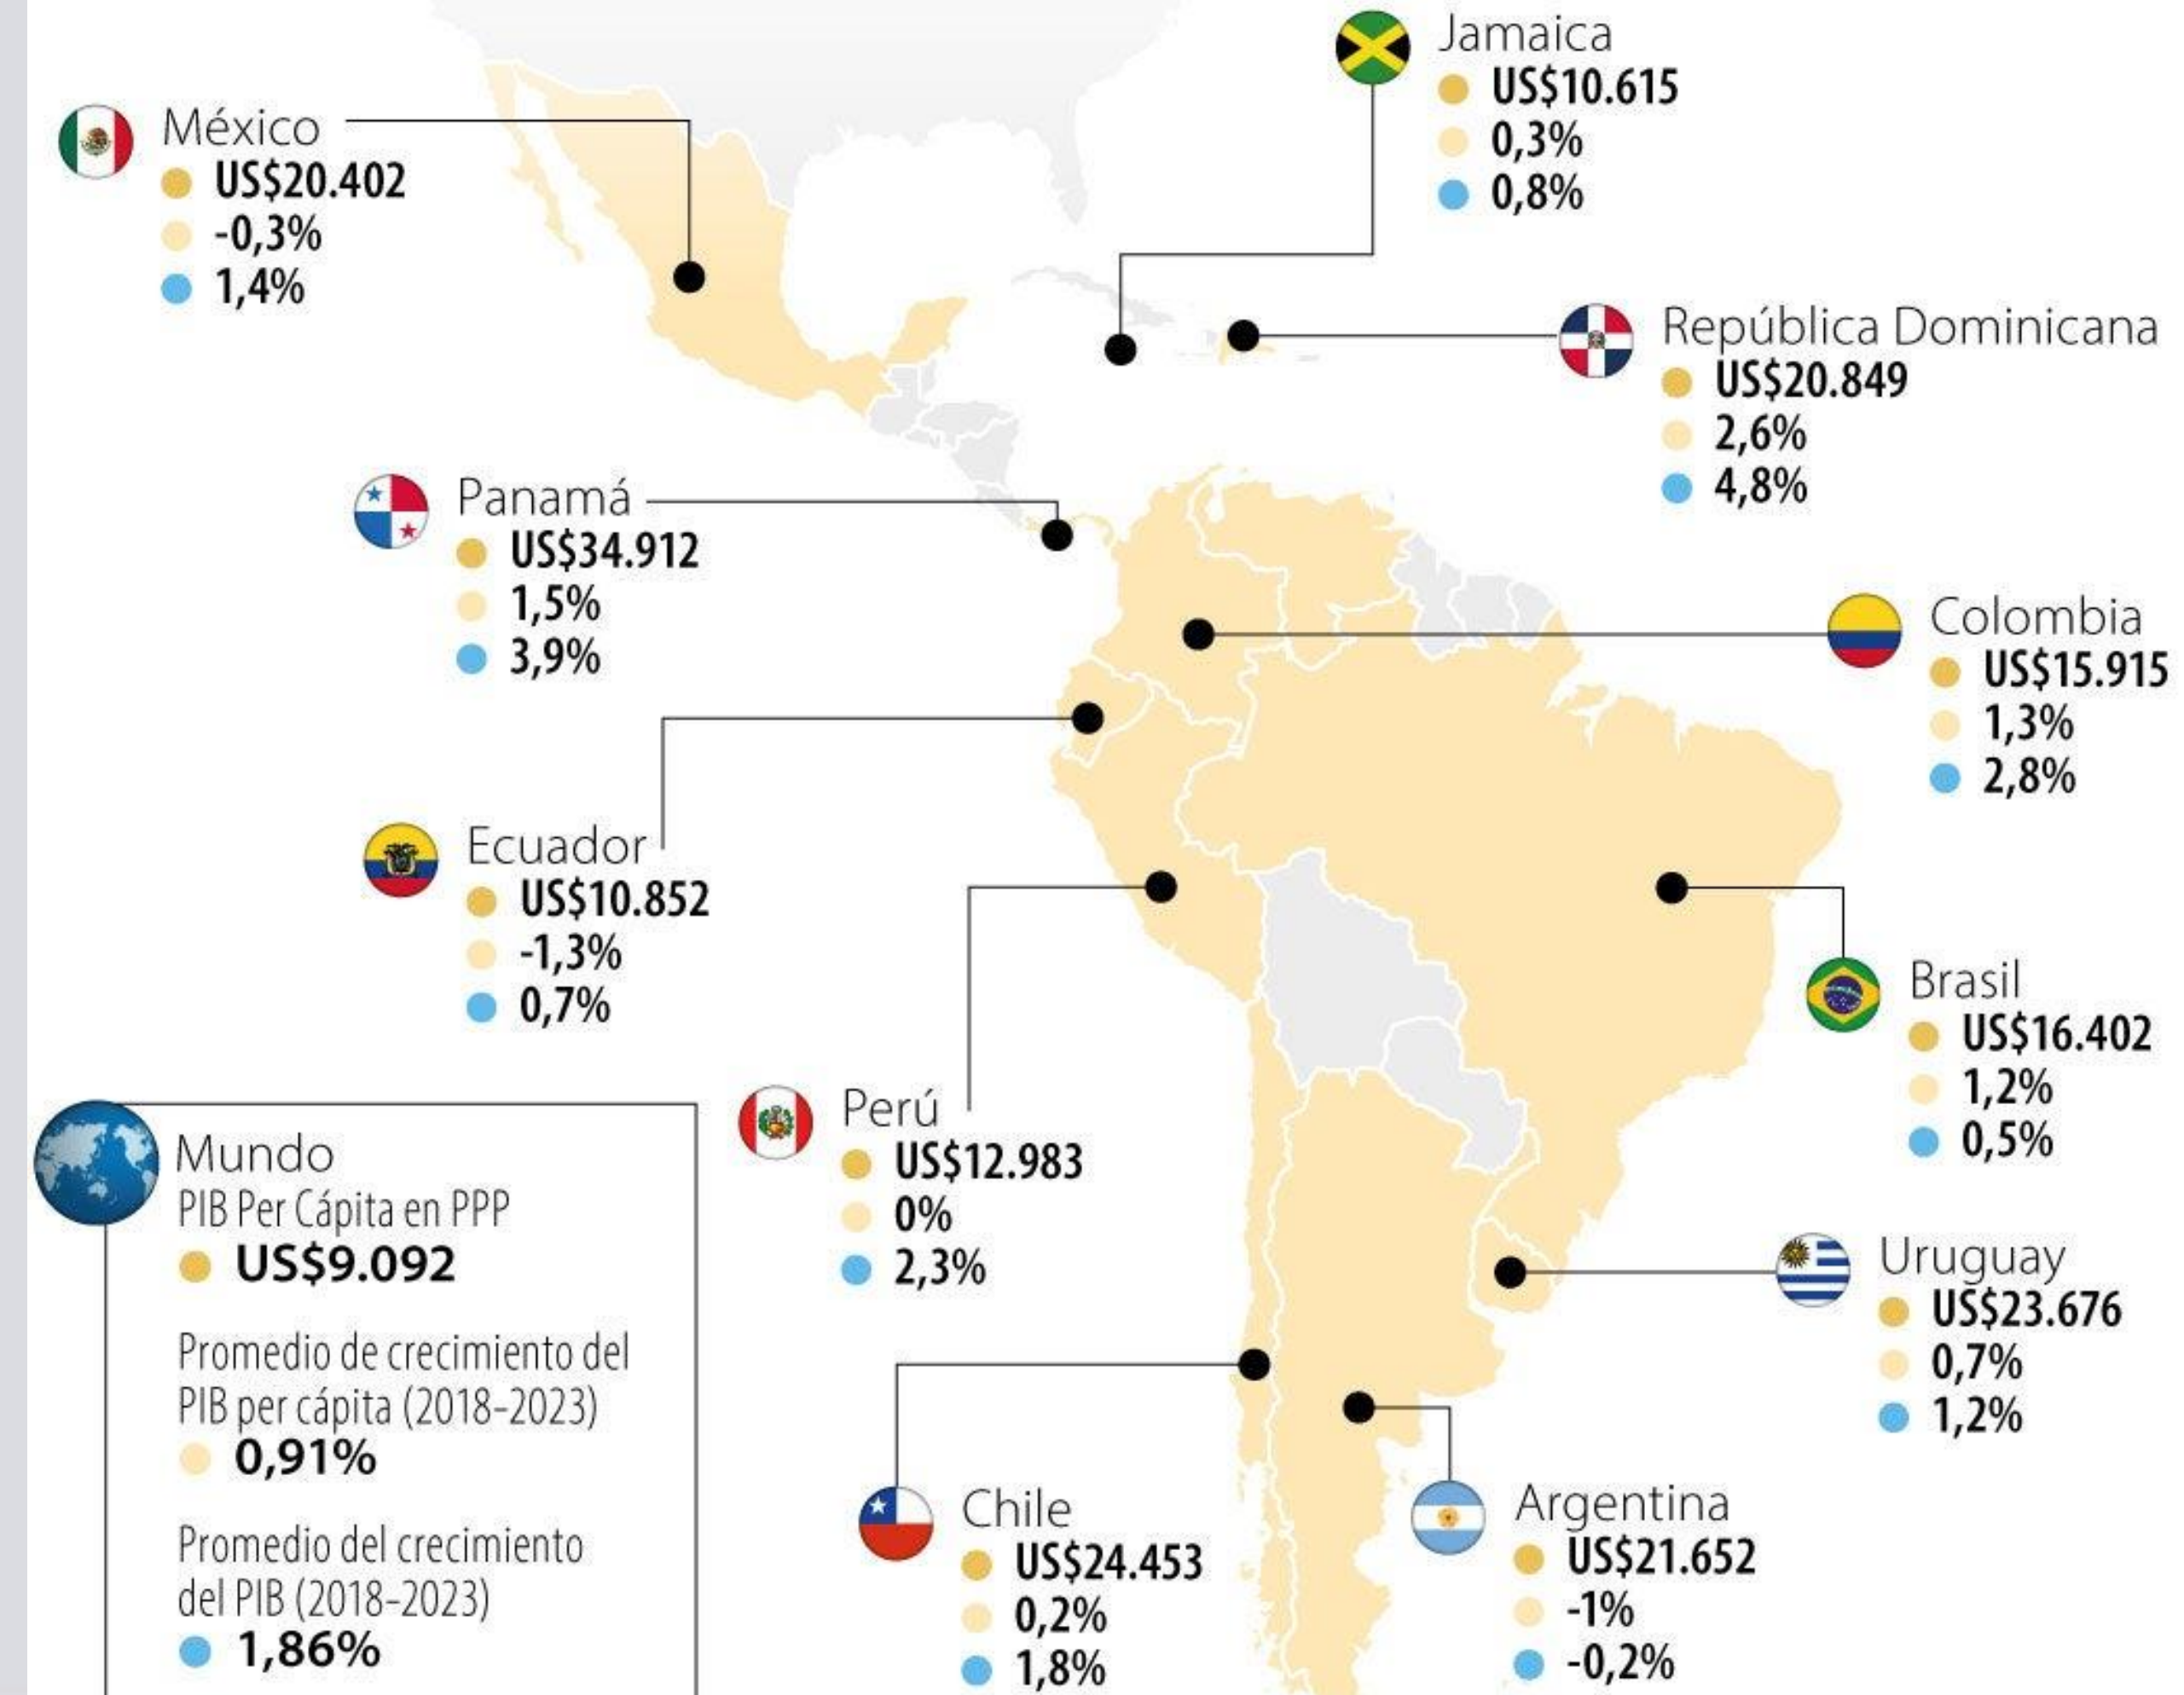 Jamaica
US$10.615
0,3%
0,8%
México
US$20.402
-0,3%
1,4%
República Dominicana
US$20.849
2,6%
4,8%
Panamá
US$34.912
1,5%
3,9%
Colombia
US$15.915
1,3%
2,8%
Ecuador
US$10.852
-1,3%
0,7%
Brasil
US$16.402
1,2%
0,5%
Perú
US$12.983
0%
2,3%
Mundo
PIB Per Cápita en PPP
US$9.092
Promedio de crecimiento del
PIB per cápita (2018-2023)
0,91%
Promedio del crecimiento
del PIB (2018-2023)
1,86%
Uruguay
US$23.676
0,7%
1,2%
Chile
US$24.453
0,2%
1,8%
Argentina
US$21.652
-1%
-0,2%